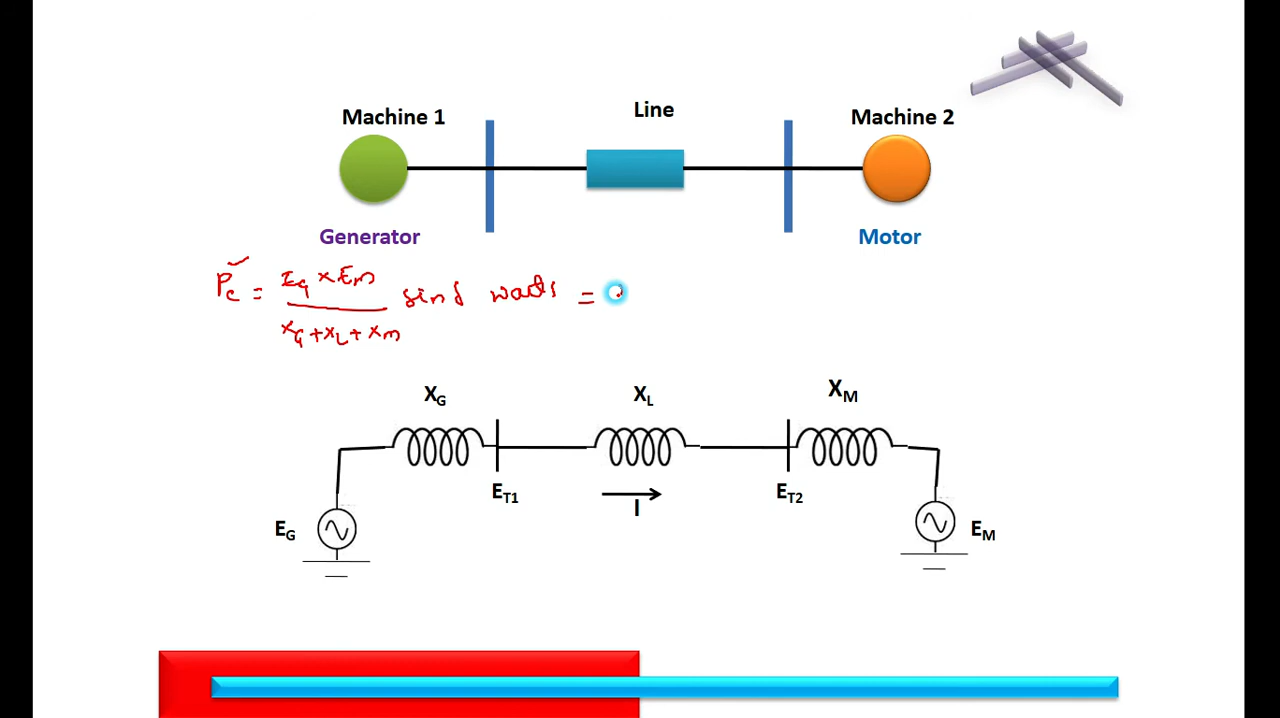 Machine 1 Line Machine 2
Generator Motor
Pe = EG x Em / XG + XL + Xm sin δ watts =
XG XL XM
ET1 I ET2
EG EM